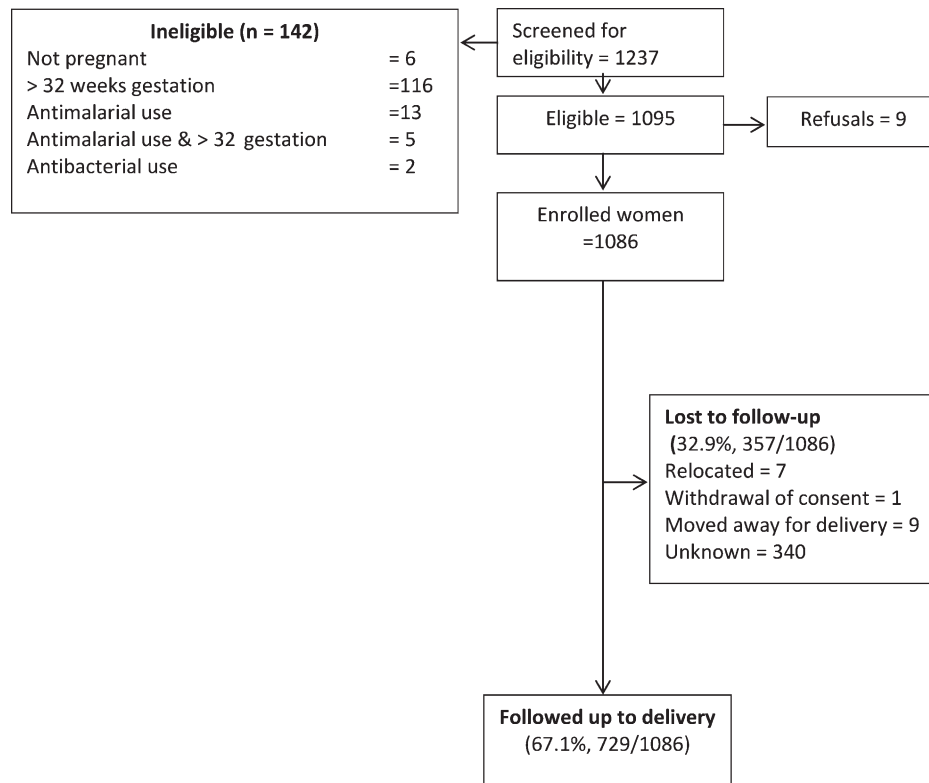 Ineligible (n = 142)
Not pregnant = 6
> 32 weeks gestation =116
Antimalarial use = 13
Antimalarial use & > 32 gestation = 5
Antibacterial use = 2
Screened for
eligibility = 1237
Eligible = 1095
Refusals = 9
Enrolled women
=1086
Lost to follow-up
(32.9%, 357/1086)
Relocated = 7
Withdrawal of consent = 1
Moved away for delivery = 9
Unknown = 340
Followed up to delivery
(67.1%, 729/1086)